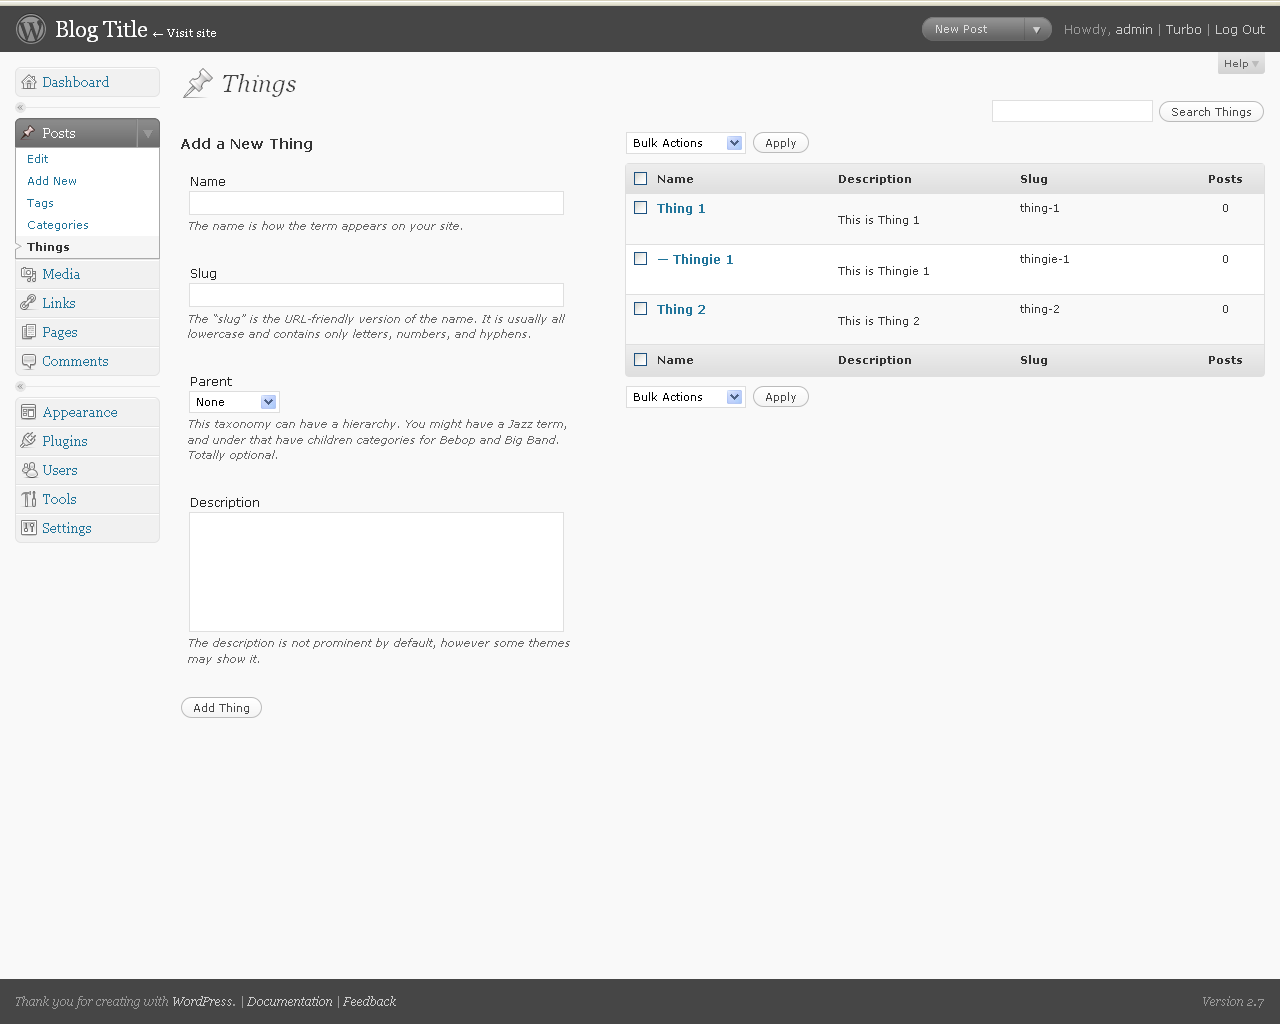 Blog Title ← Visit site
New Post
Howdy, admin | Turbo | Log Out
Help
Dashboard
Posts
Edit
Add New
Tags
Categories
Things
Media
Links
Pages
Comments
Appearance
Plugins
Users
Tools
Settings
Things
Search Things
Add a New Thing
Name
The name is how the term appears on your site.
Slug
The “slug” is the URL-friendly version of the name. It is usually all
lowercase and contains only letters, numbers, and hyphens.
Parent
None
This taxonomy can have a hierarchy. You might have a Jazz term,
and under that have children categories for Bebop and Big Band.
Totally optional.
Description
The description is not prominent by default, however some themes
may show it.
Add Thing
Bulk Actions Apply
Name Description Slug Posts
Thing 1 This is Thing 1 thing-1 0
— Thingie 1 This is Thingie 1 thingie-1 0
Thing 2 This is Thing 2 thing-2 0
Name Description Slug Posts
Bulk Actions Apply
Thank you for creating with WordPress. | Documentation | Feedback
Version 2.7